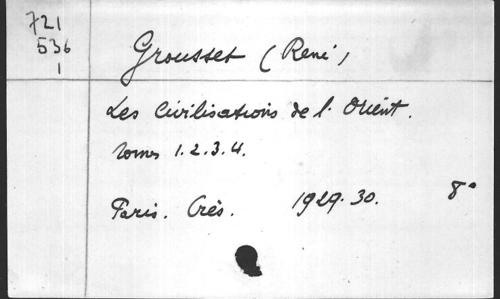 721
536
1
Grousset (René)
Les Civilisations de l'Orient.
tomes 1.2.3.4.
Paris. Crès. 1929.30. 8°